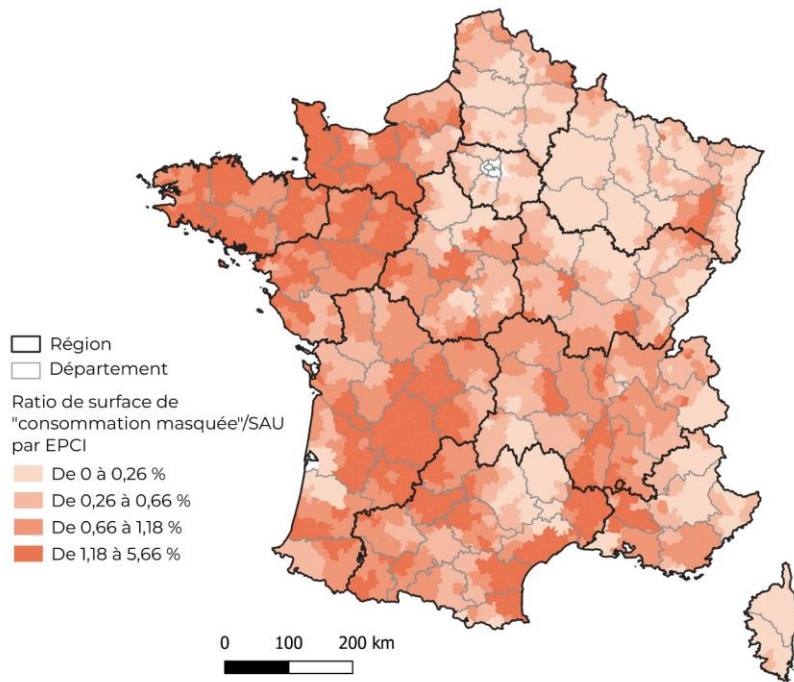 Région
Département
Ratio de surface de
"consommation masquée"/SAU
par EPCI
De 0 à 0,26 %
De 0,26 à 0,66 %
De 0,66 à 1,18 %
De 1,18 à 5,66 %
0 100 200 km